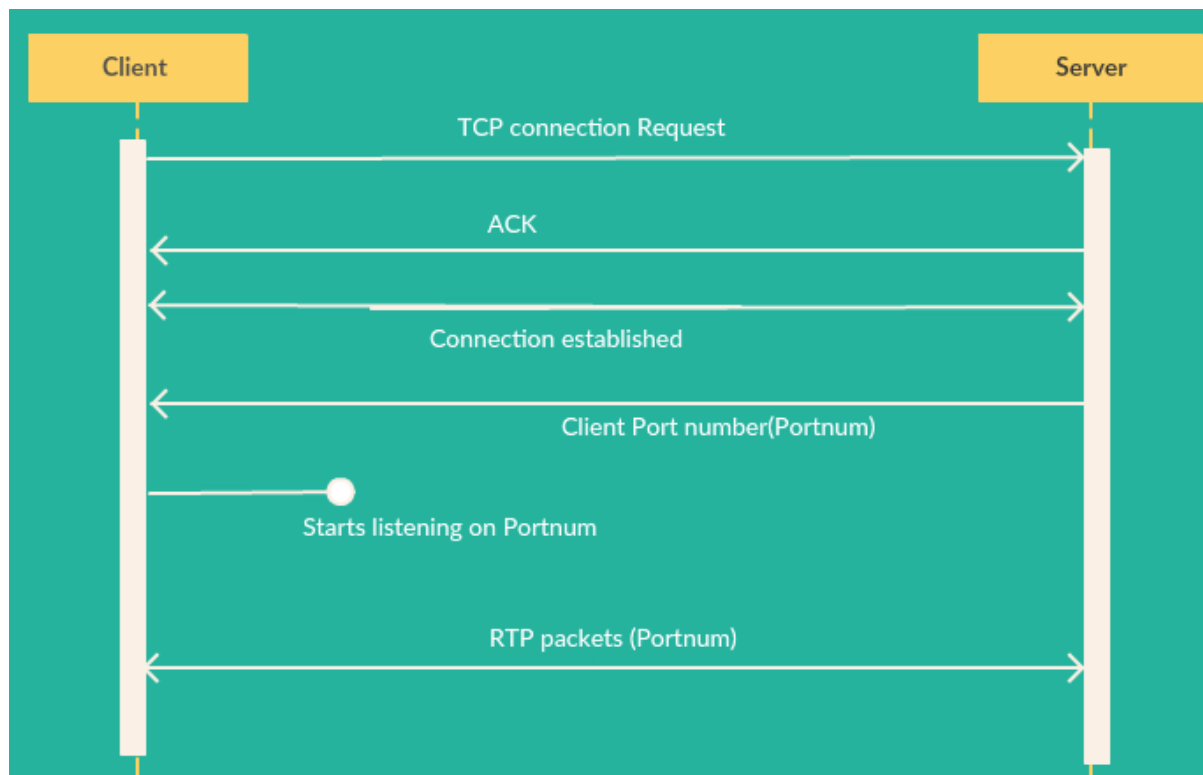 Client
Server
TCP connection Request
ACK
Connection established
Client Port number(Portnum)
Starts listening on Portnum
RTP packets (Portnum)